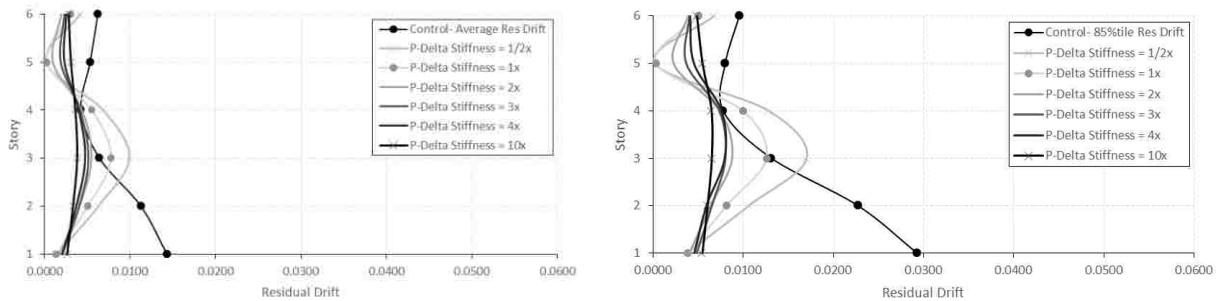 6
5
4
3
2
1
Story
0.0000 0.0100 0.0200 0.0300 0.0400 0.0500 0.0600
Residual Drift
Control- Average Res Drift
P-Delta Stiffness = 1/2x
P-Delta Stiffness = 1x
P-Delta Stiffness = 2x
P-Delta Stiffness = 3x
P-Delta Stiffness = 4x
P-Delta Stiffness = 10x
6
5
4
3
2
1
Story
0.0000 0.0100 0.0200 0.0300 0.0400 0.0500 0.0600
Residual Drift
Control- 85%tile Res Drift
P-Delta Stiffness = 1/2x
P-Delta Stiffness = 1x
P-Delta Stiffness = 2x
P-Delta Stiffness = 3x
P-Delta Stiffness = 4x
P-Delta Stiffness = 10x